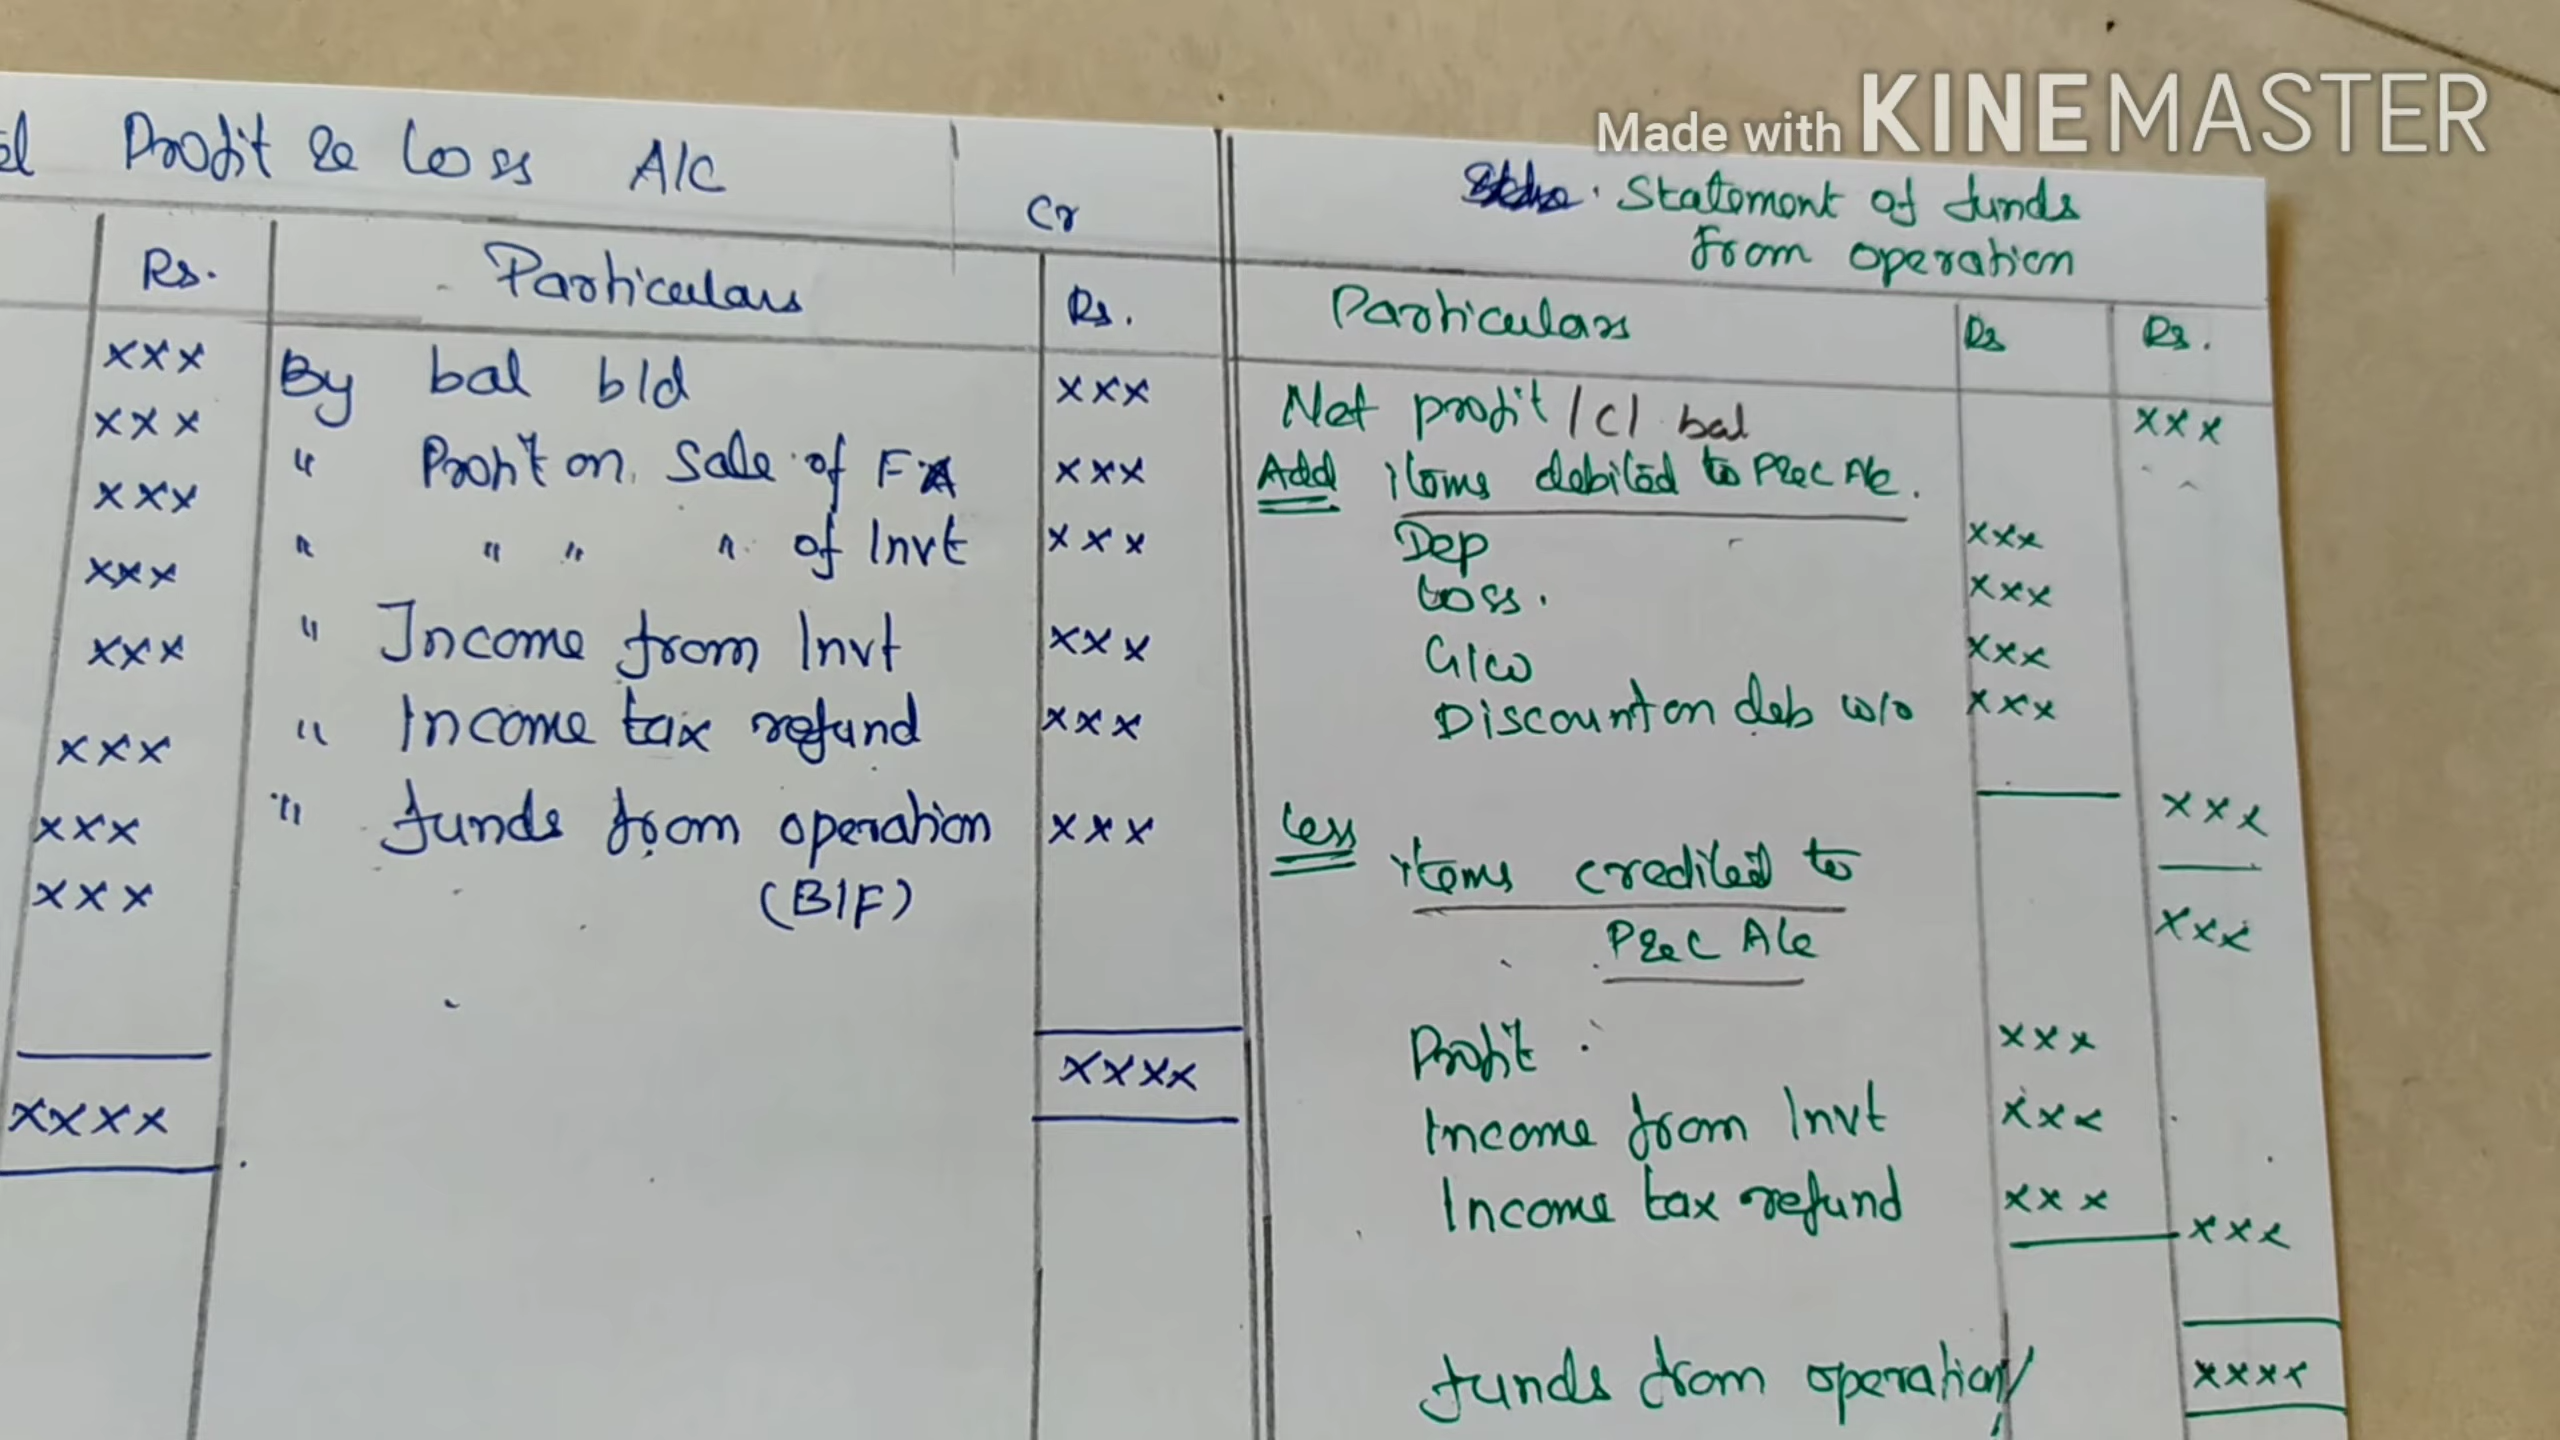 Made with KINEMASTER
Profit & Loss A/C
Cr
Rs. Particulars Rs.
xxx By bal b/d xxx
xxx " Profit on Sale of FA xxx
xxx " " " " of Invt xxx
xxx " Income from Invt xxx
xxx " Income tax refund xxx
xxx " funds from operation xxx
xxx (B/F)
xxx
xxxx
xxxx
Statement of funds
from operation
Particulars Rs Rs.
Net profit / Cl bal xxx
Add items debited to P&L A/c.
Dep xxx
Loss. xxx
G/w xxx
Discount on deb w/o xxx
xxx
Less items credited to
P&L A/c xxx
Profit xxx
Income from Invt xxx
Income tax refund xxx
xxx
funds from operation xxxx